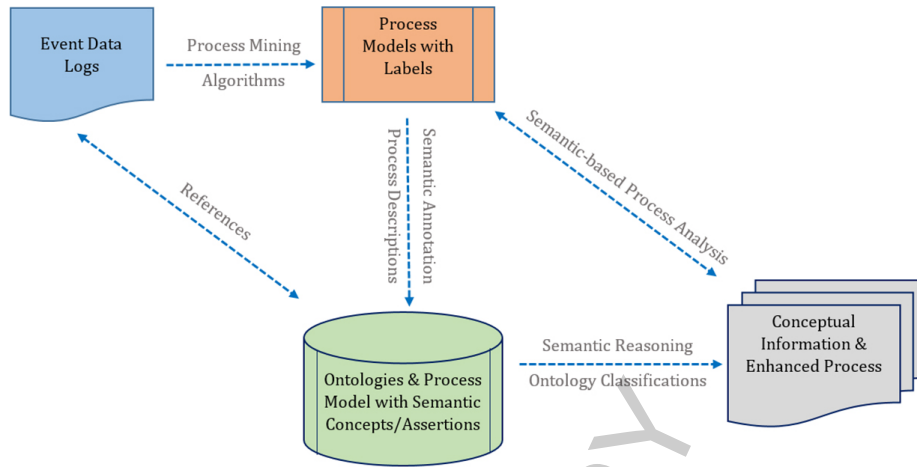 Event Data
Logs
Process Mining
Algorithms
Process
Models with
Labels
References
Semantic Annotation
Process Descriptions
Semantic-based Process Analysis
Ontologies & Process
Model with Semantic
Concepts/Assertions
Semantic Reasoning
Ontology Classifications
Conceptual
Information &
Enhanced Process